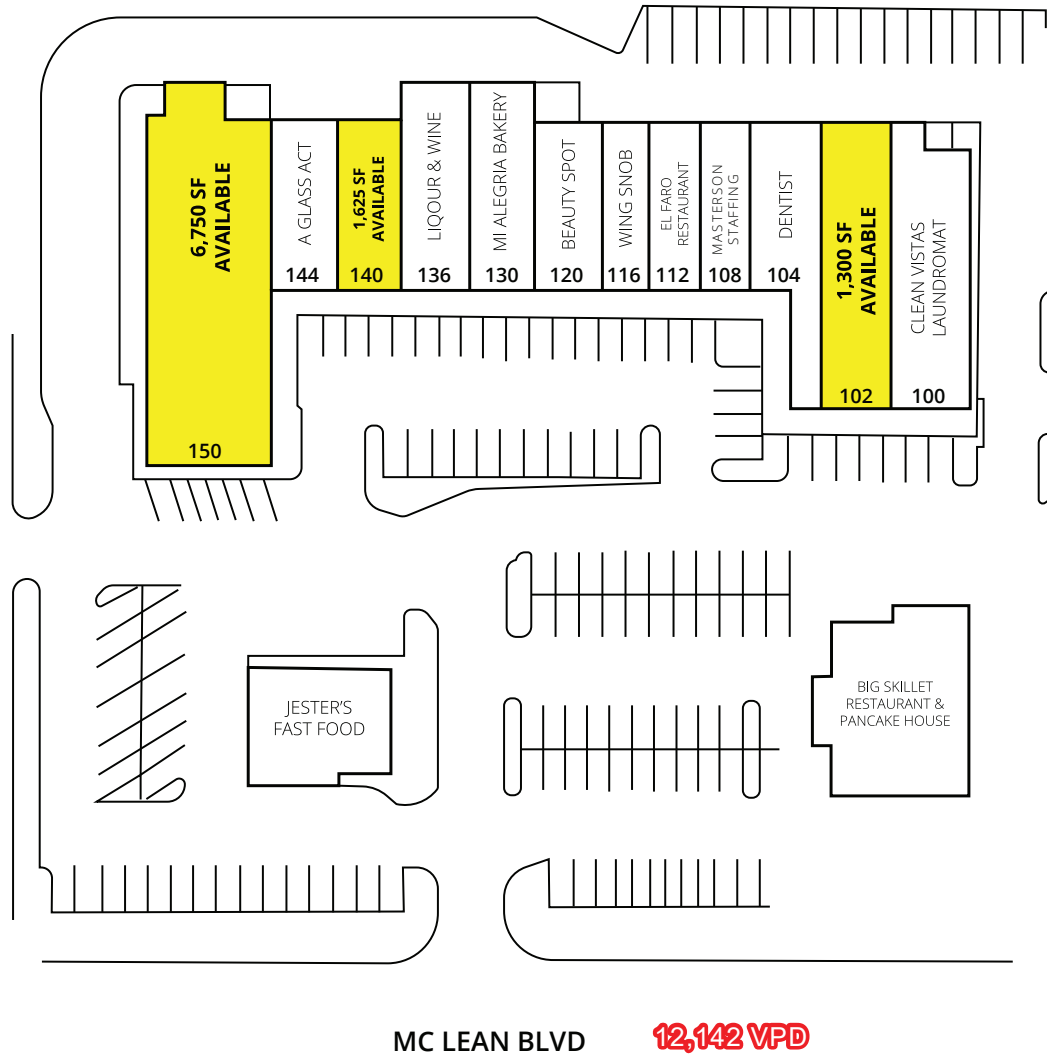 6,750 SF
AVAILABLE
150
A GLASS ACT
144
1,625 SF
AVAILABLE
140
LIQOUR & WINE
136
MI ALEGRIA BAKERY
130
BEAUTY SPOT
120
WING SNOB
116
EL FARO
RESTAURANT
112
MASTERSON
STAFFING
108
DENTIST
104
1,300 SF
AVAILABLE
102
CLEAN VISTAS
LAUNDROMAT
100
JESTER'S
FAST FOOD
BIG SKILLET
RESTAURANT &
PANCAKE HOUSE
MC LEAN BLVD
12,142 VPD